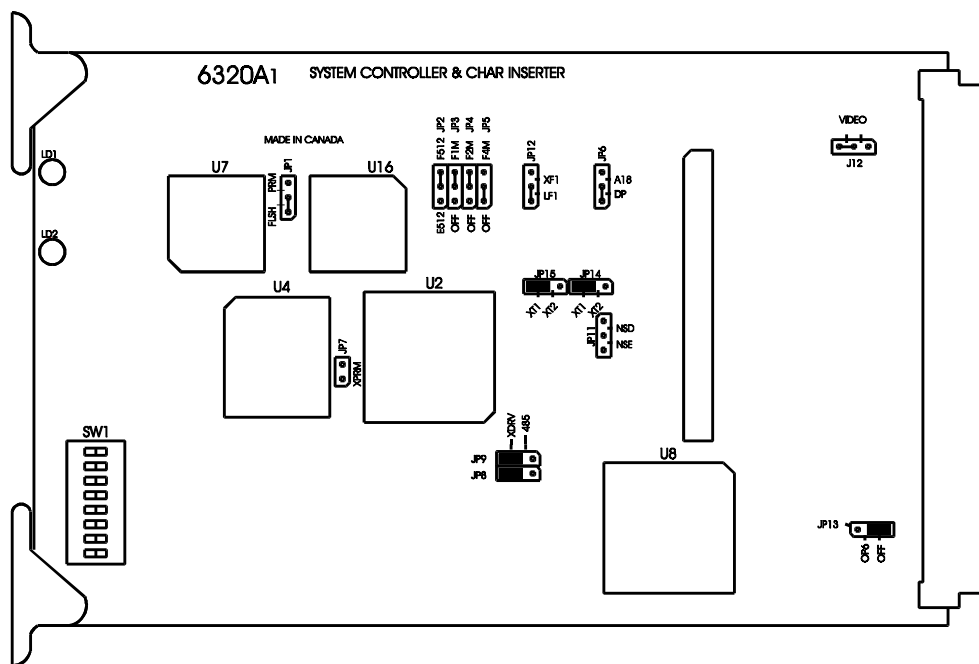 6320A1 SYSTEM CONTROLLER & CHAR INSERTER
VIDEO
J12
MADE IN CANADA
LD1
LD2
U7
JP1
PRM
FLSH
U16
JP2
JP3
JP4
JP5
F512
F1M
F2M
F4M
E512
OFF
OFF
OFF
JP12
XF1
LF1
JP6
A18
DP
JP15
XT1
XT2
JP14
XT1
XT2
JP11
NSD
NSE
U4
U2
JP7
XPRM
SW1
XDRV
485
JP9
JP8
U8
JP13
OP6
OFF